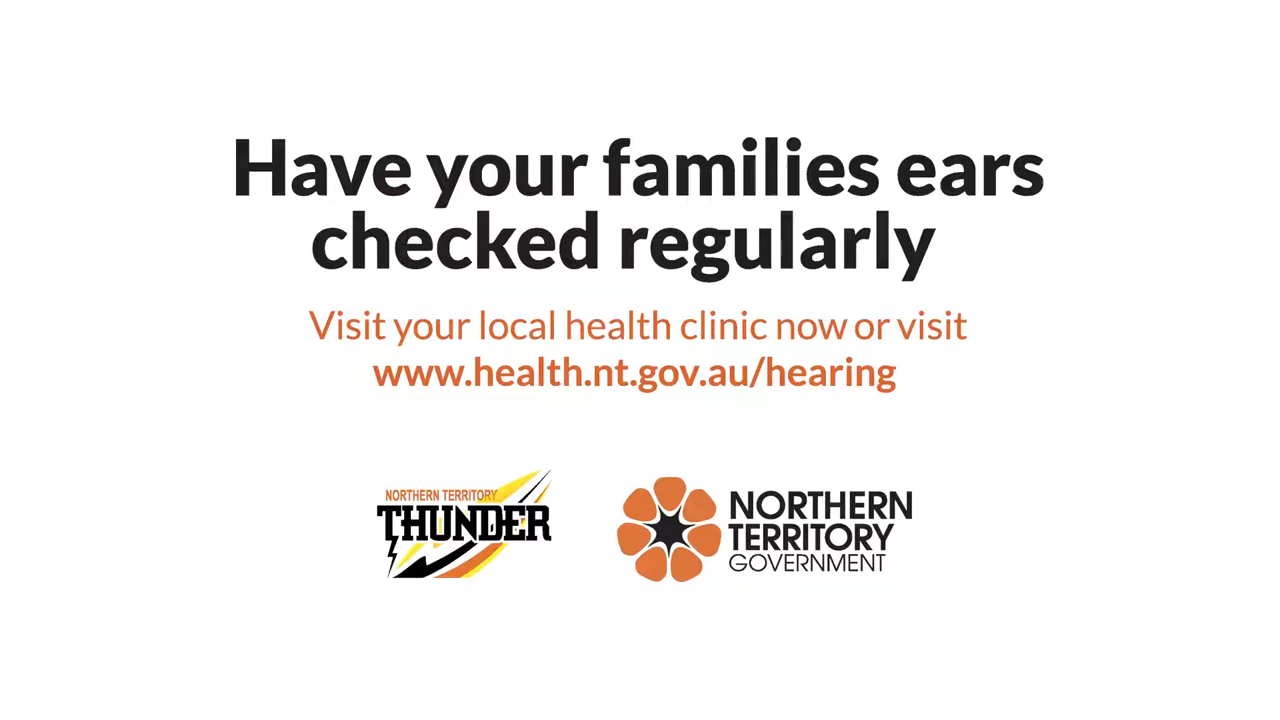 Have your families ears
checked regularly
Visit your local health clinic now or visit
www.health.nt.gov.au/hearing
NORTHERN TERRITORY
THUNDER
NORTHERN
TERRITORY
GOVERNMENT